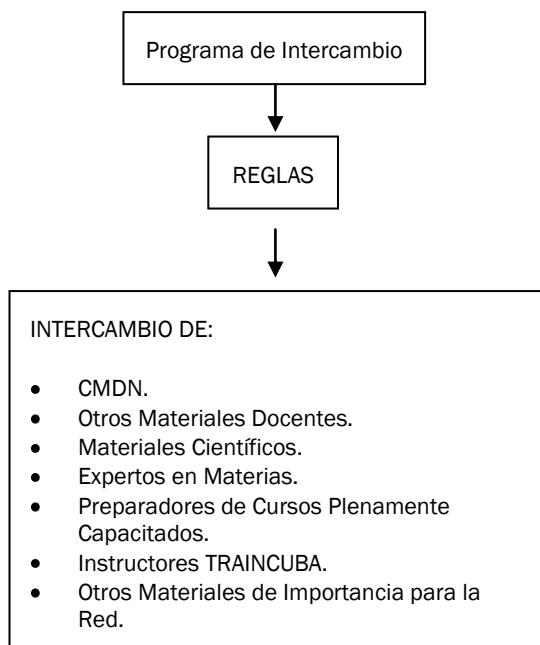 Programa de Intercambio
REGLAS
INTERCAMBIO DE:
• CMDN.
• Otros Materiales Docentes.
• Materiales Científicos.
• Expertos en Materias.
• Preparadores de Cursos Plenamente
Capacitados.
• Instructores TRAINCUBA.
• Otros Materiales de Importancia para la
Red.